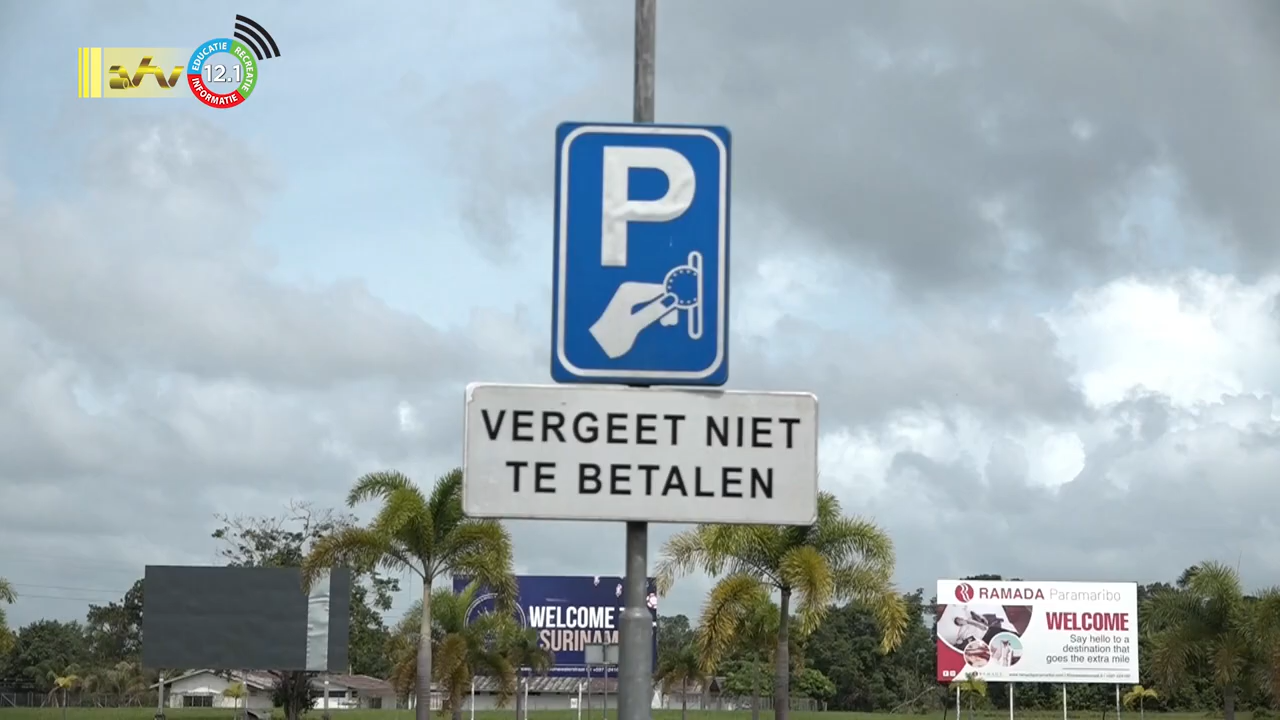 atv
EDUCATIE
RECREATIE
INFORMATIE
12.1
P
VERGEET NIET
TE BETALEN
WELCOME T
SURINAM
RAMADA Paramaribo
WELCOME
Say hello to a
destination that
goes the extra mile